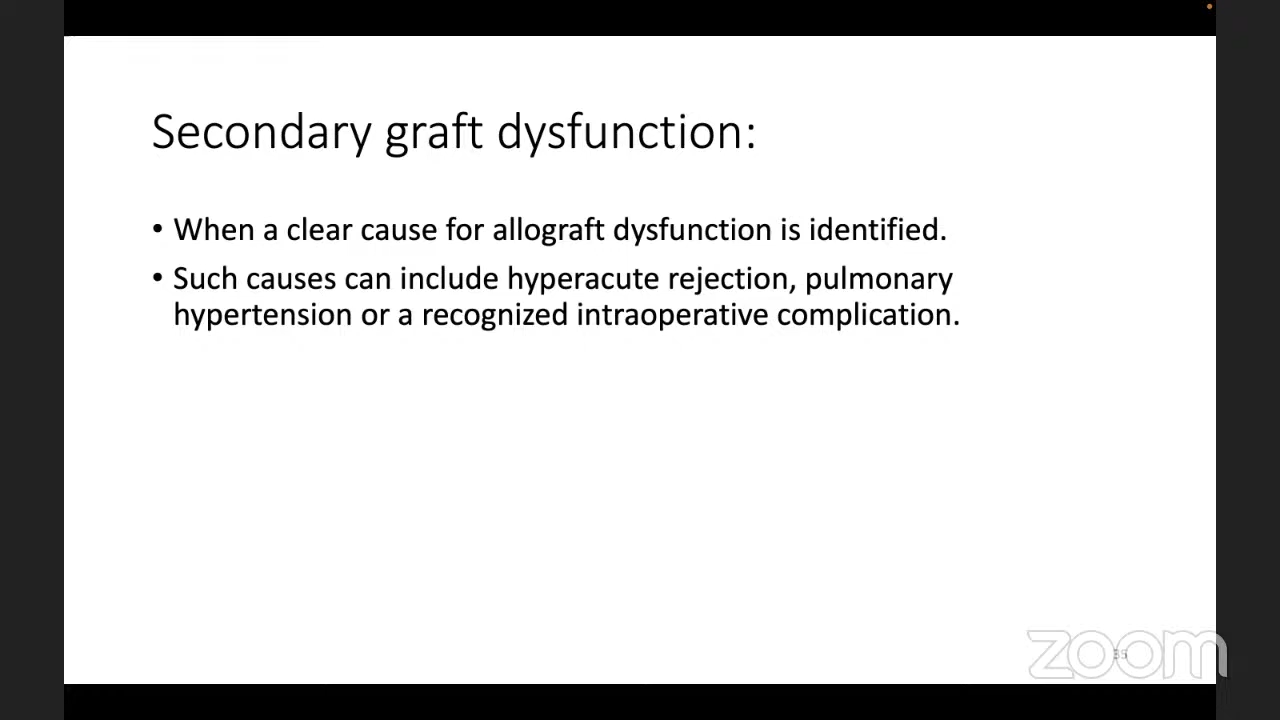 Secondary graft dysfunction:
• When a clear cause for allograft dysfunction is identified.
• Such causes can include hyperacute rejection, pulmonary
hypertension or a recognized intraoperative complication.
35
zoom